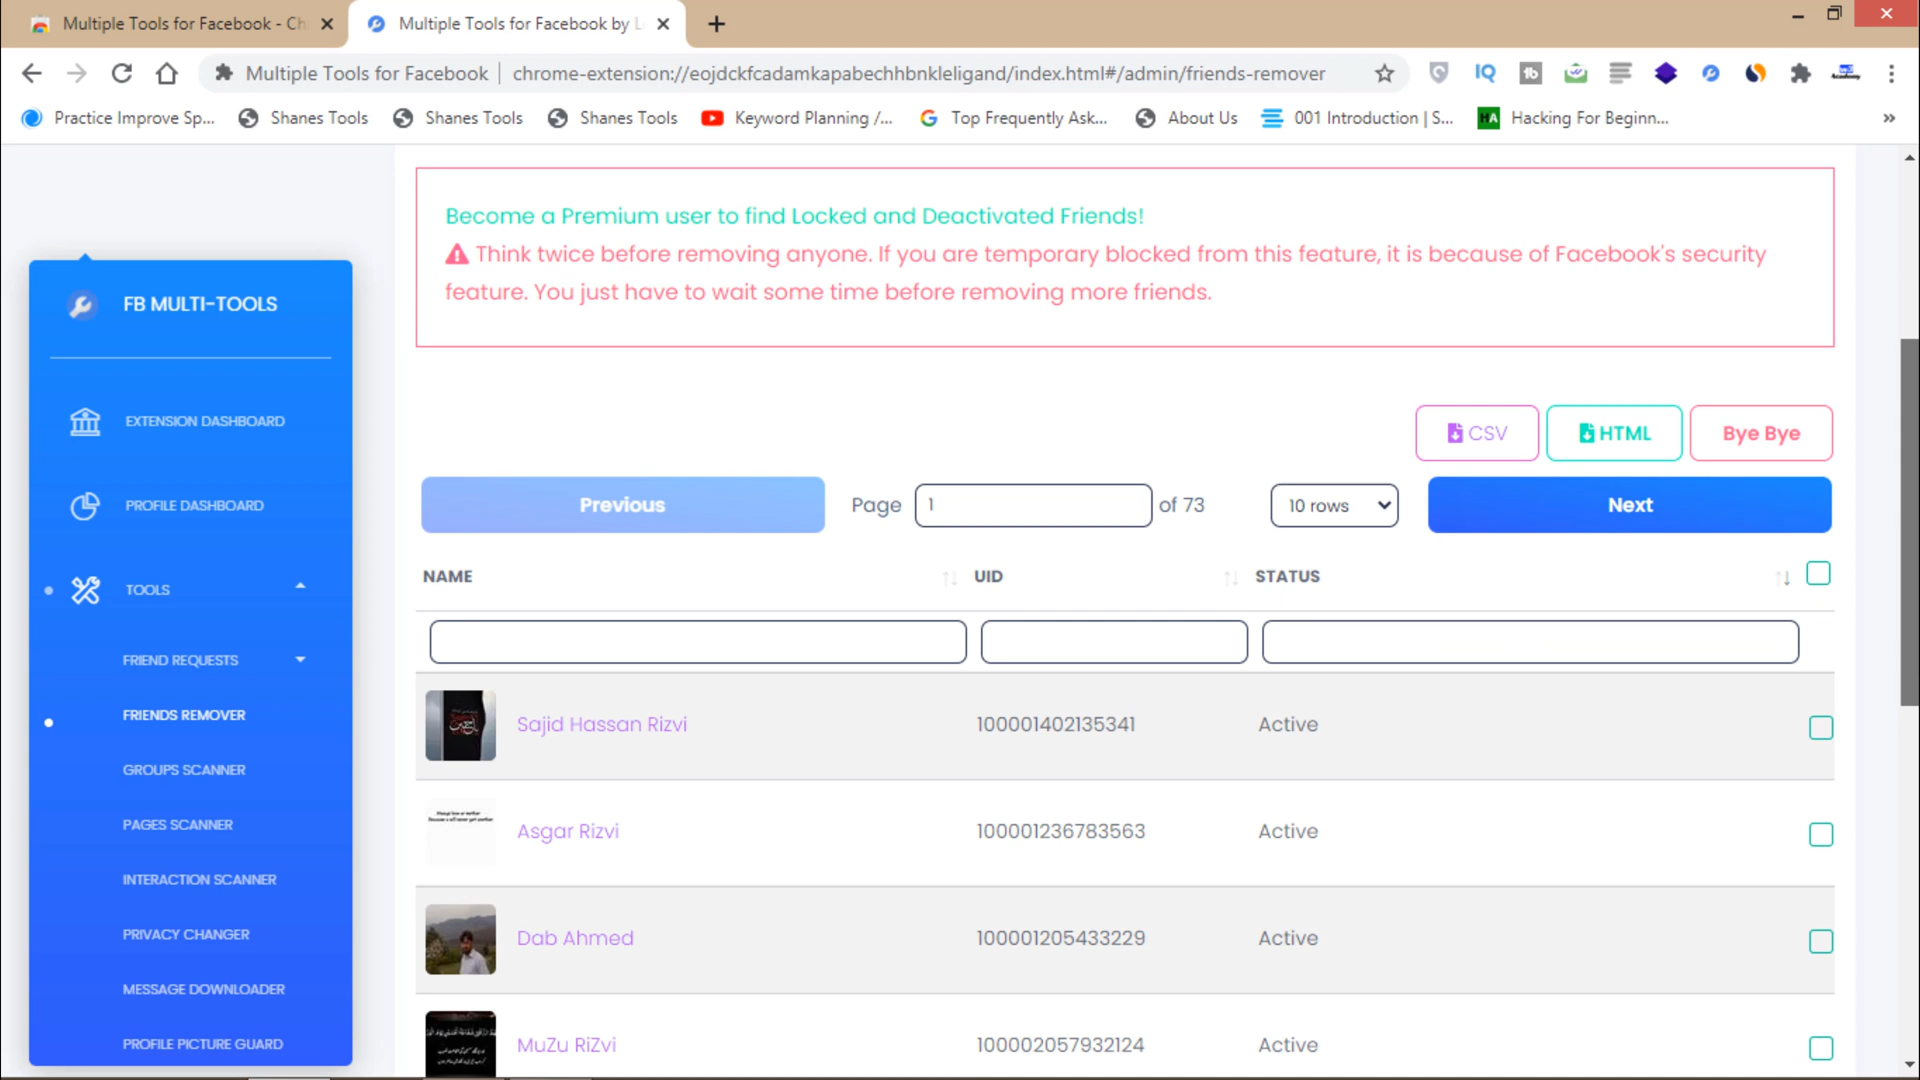 Multiple Tools for Facebook - Ch
Multiple Tools for Facebook by L
Multiple Tools for Facebook | chrome-extension://eojdckfcadamkapabechhbnkleligand/index.html#/admin/friends-remover
IQ
tb
Practice Improve Sp...
Shanes Tools
Shanes Tools
Shanes Tools
Keyword Planning /...
Top Frequently Ask...
About Us
001 Introduction | S...
HA
Hacking For Beginn...
»
Become a Premium user to find Locked and Deactivated Friends!
Think twice before removing anyone. If you are temporary blocked from this feature, it is because of Facebook's security
feature. You just have to wait some time before removing more friends.
FB MULTI-TOOLS
EXTENSION DASHBOARD
PROFILE DASHBOARD
TOOLS
FRIEND REQUESTS
FRIENDS REMOVER
GROUPS SCANNER
PAGES SCANNER
INTERACTION SCANNER
PRIVACY CHANGER
MESSAGE DOWNLOADER
PROFILE PICTURE GUARD
CSV
HTML
Bye Bye
Previous
Page 1 of 73
10 rows
Next
NAME UID STATUS
Sajid Hassan Rizvi 100001402135341 Active
Asgar Rizvi 100001236783563 Active
Dab Ahmed 100001205433229 Active
MuZu RiZvi 100002057932124 Active